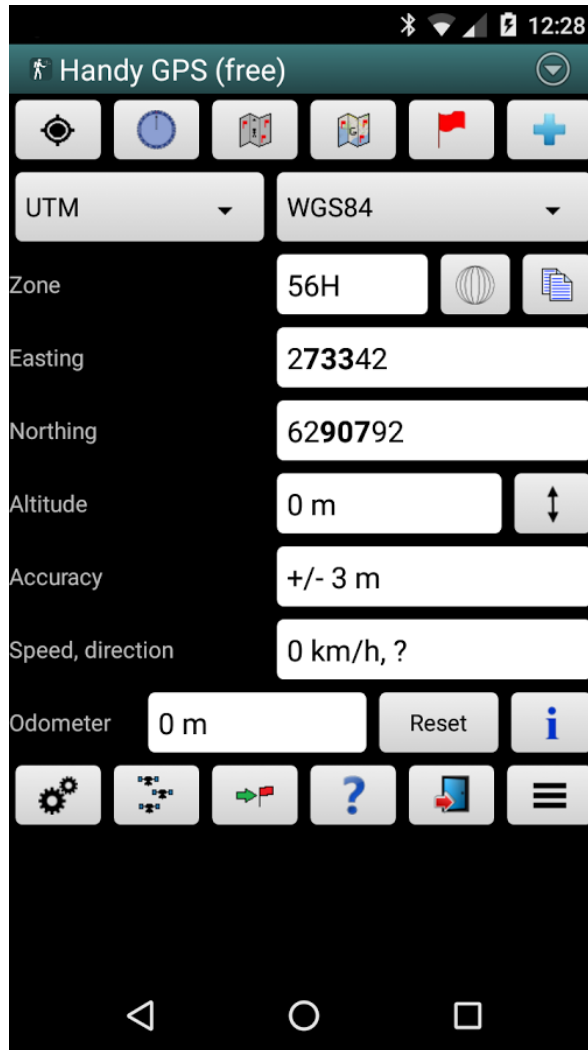 12:28
Handy GPS (free)
UTM WGS84
Zone 56H
Easting 273342
Northing 6290792
Altitude 0 m
Accuracy +/- 3 m
Speed, direction 0 km/h, ?
Odometer 0 m Reset i
?